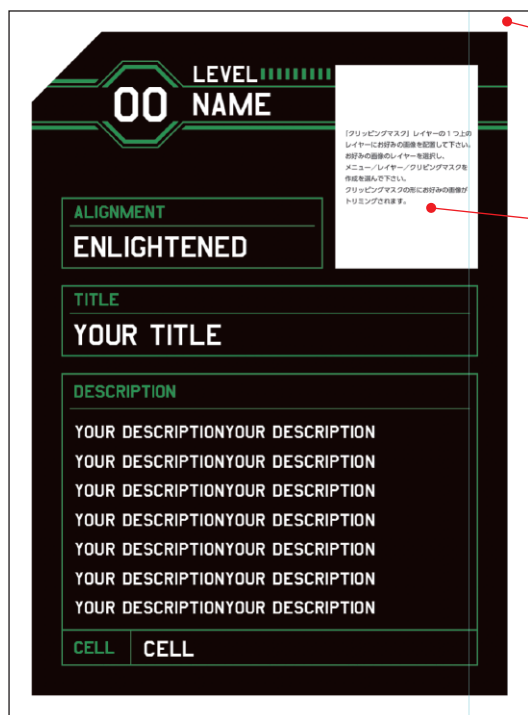 LEVEL
00 NAME
「クリッピングマスク」レイヤーの1つ上の
レイヤーにお好みの画像を配置して下さい。
お好みの画像のレイヤーを選択し、
メニュー／レイヤー／クリピングマスクを
作成を選んで下さい。
クリッピングマスクの形にお好みの画像が
トリミングされます。
ALIGNMENT
ENLIGHTENED
TITLE
YOUR TITLE
DESCRIPTION
YOUR DESCRIPTIONYOUR DESCRIPTION
YOUR DESCRIPTIONYOUR DESCRIPTION
YOUR DESCRIPTIONYOUR DESCRIPTION
YOUR DESCRIPTIONYOUR DESCRIPTION
YOUR DESCRIPTIONYOUR DESCRIPTION
YOUR DESCRIPTIONYOUR DESCRIPTION
YOUR DESCRIPTIONYOUR DESCRIPTION
CELL CELL